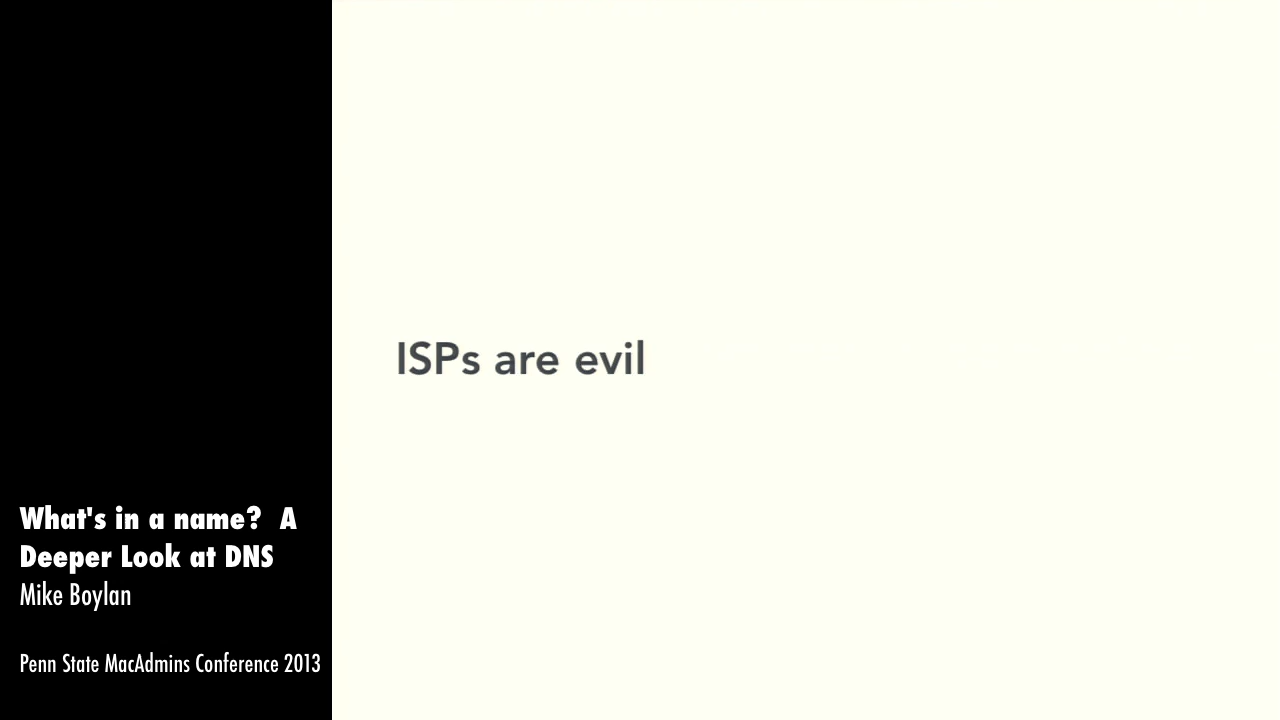 ISPs are evil
What's in a name?  A
Deeper Look at DNS
Mike Boylan
Penn State MacAdmins Conference 2013